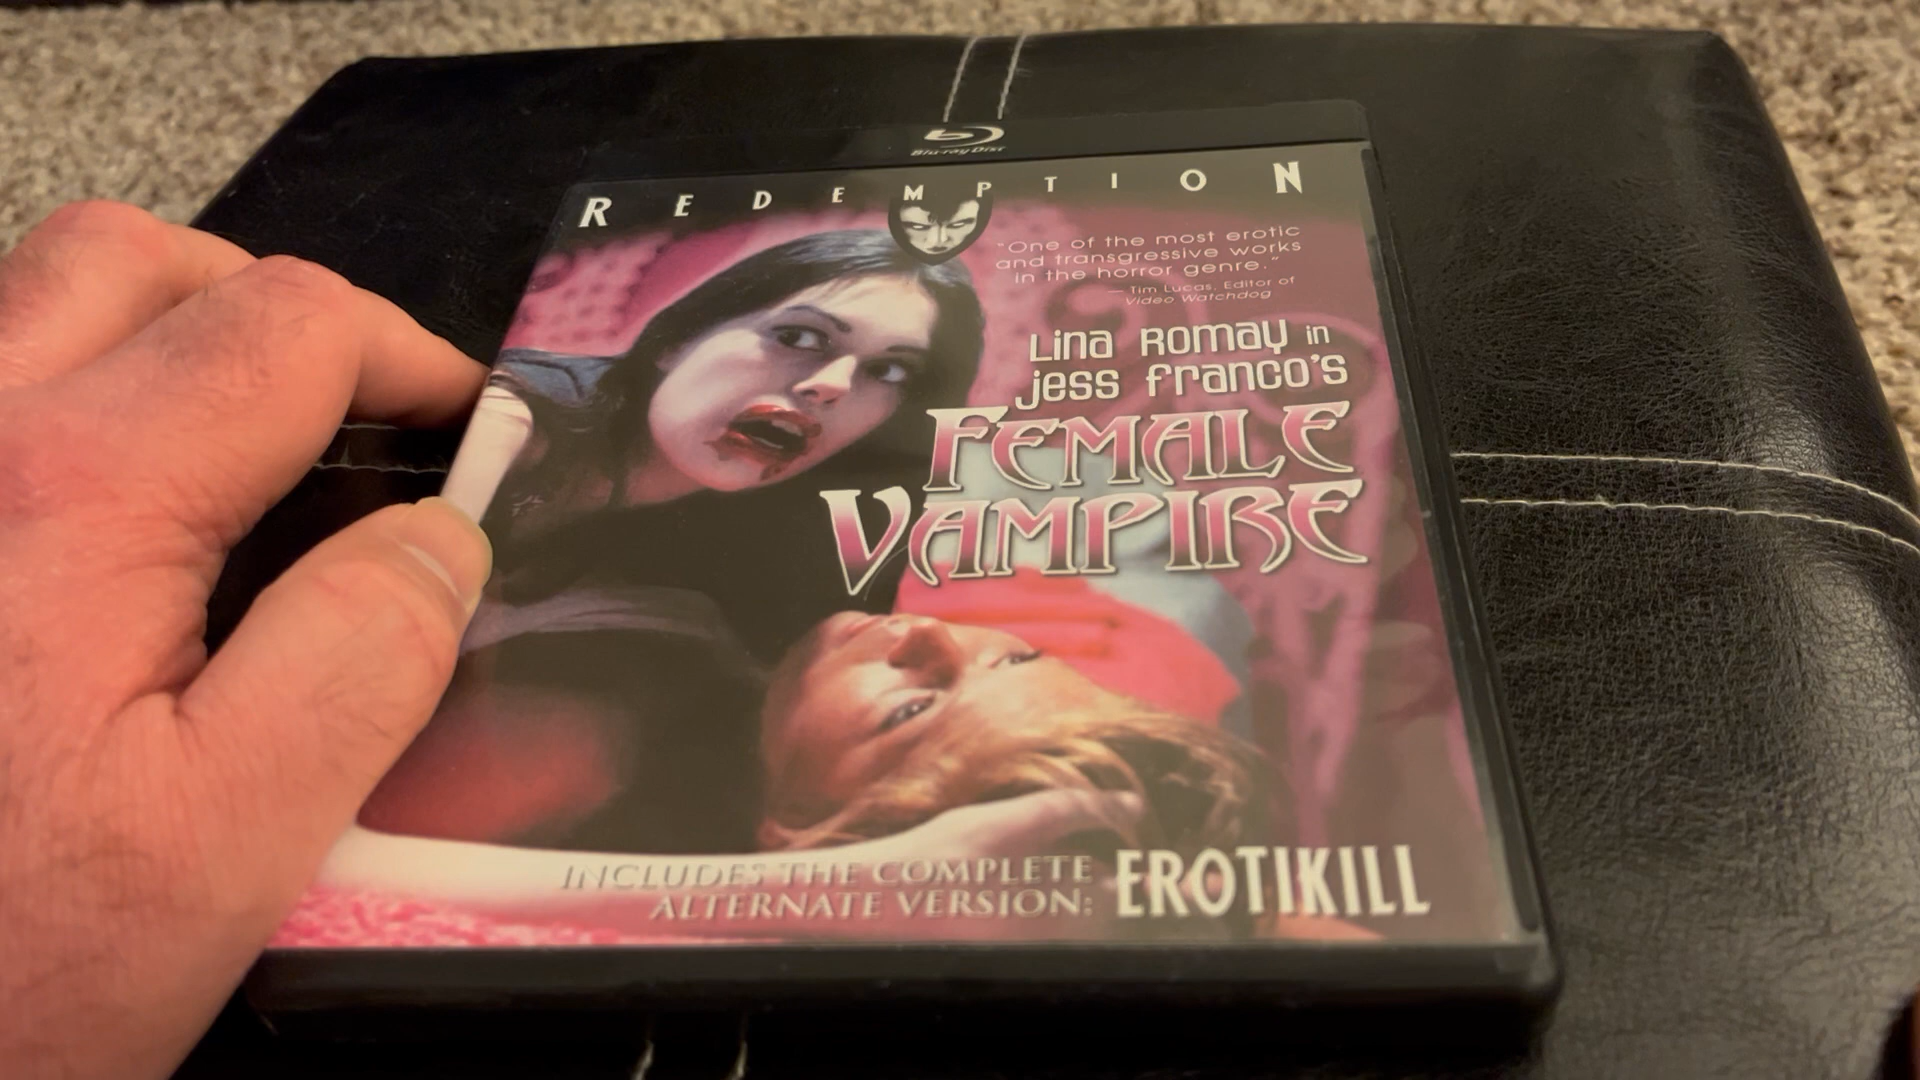 Blu-ray Disc
REDEMPTION
"One of the most erotic
and transgressive works
in the horror genre."
— Tim Lucas, Editor of
Video Watchdog
Lina Romay in
jess franco's
FEMALE
VAMPIRE
INCLUDES THE COMPLETE
ALTERNATE VERSION: EROTIKILL